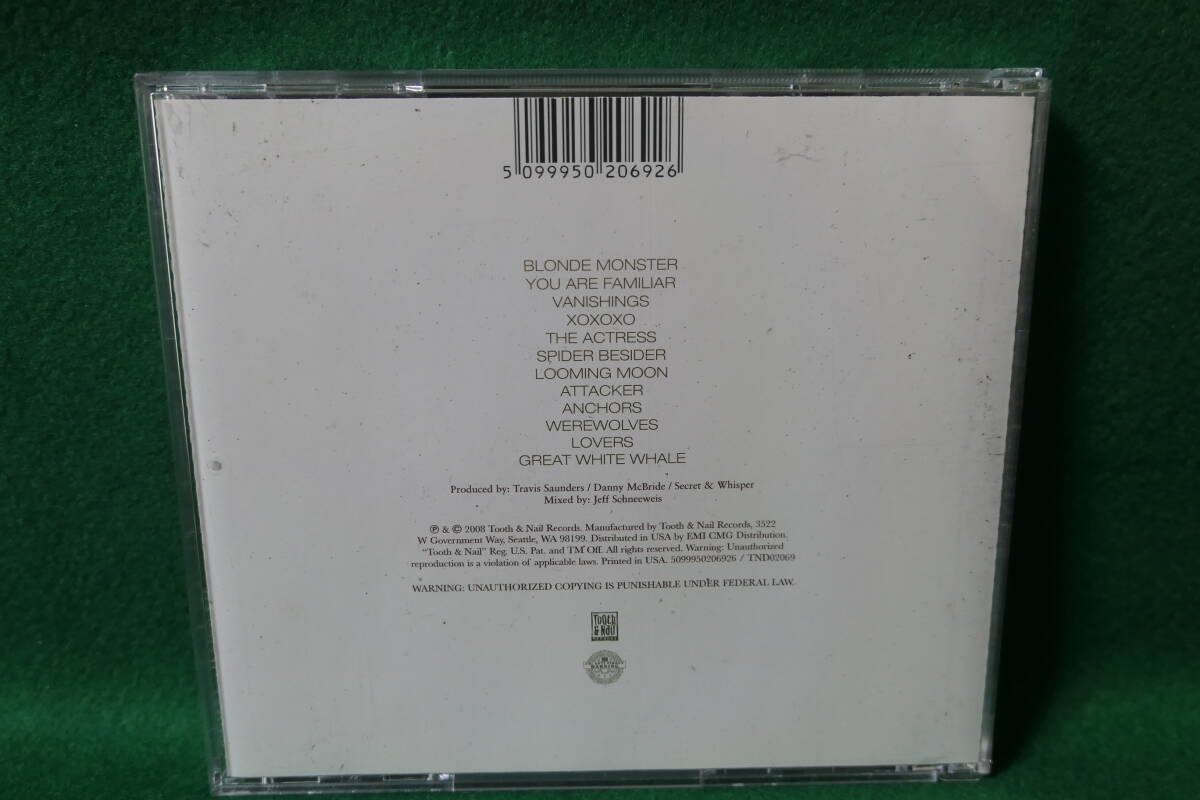 5 099950 206926
BLONDE MONSTER
YOU ARE FAMILIAR
VANISHINGS
XOXOXO
THE ACTRESS
SPIDER BESIDER
LOOMING MOON
ATTACKER
ANCHORS
WEREWOLVES
LOVERS
GREAT WHITE WHALE
Produced by: Travis Saunders / Danny McBride / Secret & Whisper
Mixed by: Jeff Schneeweis
℗ & © 2008 Tooth & Nail Records. Manufactured by Tooth & Nail Records, 3522
W Government Way, Seattle, WA 98199. Distributed in USA by EMI CMG Distribution.
“Tooth & Nail” Reg. U.S. Pat. and TM Off. All rights reserved. Warning: Unauthorized
reproduction is a violation of applicable laws. Printed in USA. 5099950206926 / TND02069
WARNING: UNAUTHORIZED COPYING IS PUNISHABLE UNDER FEDERAL LAW.
Tooth
& Nail
RECORDS
WARNING